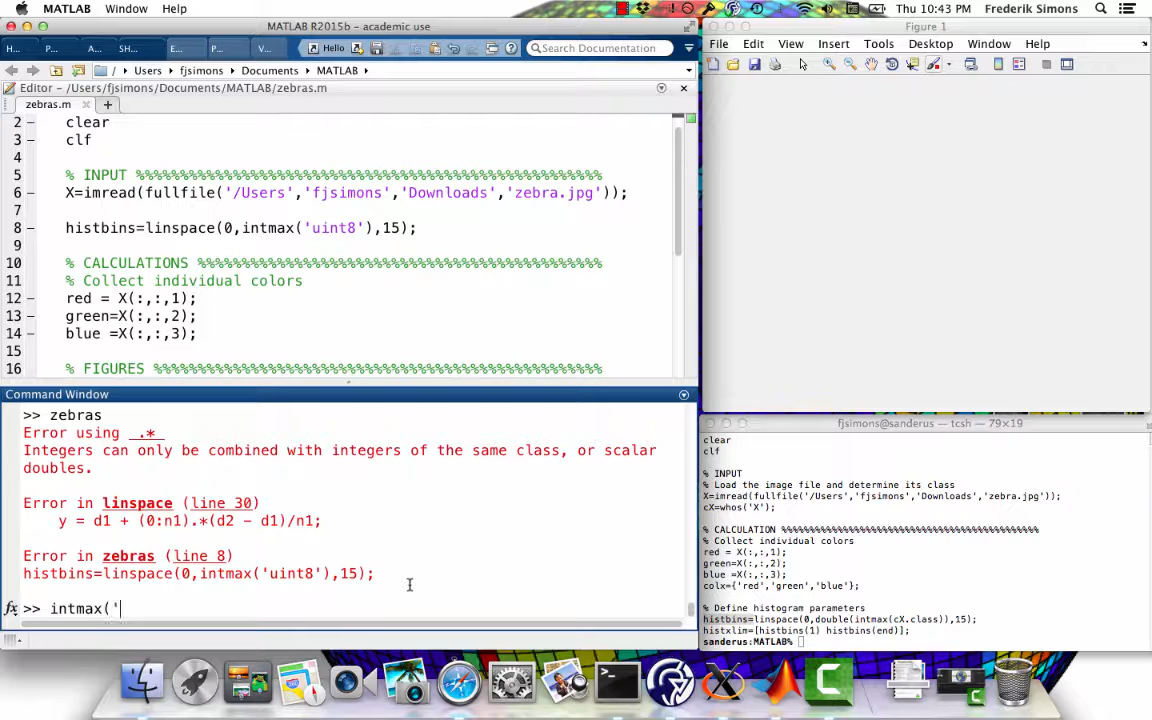 MATLAB Window Help
Thu 10:43 PM Frederik Simons
MATLAB R2015b - academic use
H... P... A... SH... E... P... V... Hello Search Documentation
/ Users fjsimons Documents MATLAB
Editor - /Users/fjsimons/Documents/MATLAB/zebras.m
zebras.m
2 clear
3 clf
4
5 % INPUT %%%%%%%%%%%%%%%%%%%%%%%%%%%%%%%%%%%%%%%%%%%%%%%%%%%%%
6 X=imread(fullfile('/Users','fjsimons','Downloads','zebra.jpg'));
7
8 histbins=linspace(0,intmax('uint8'),15);
9
10 % CALCULATIONS %%%%%%%%%%%%%%%%%%%%%%%%%%%%%%%%%%%%%%%%%%%%%%
11 % Collect individual colors
12 red = X(:,:,1);
13 green=X(:,:,2);
14 blue =X(:,:,3);
15
16 % FIGURES %%%%%%%%%%%%%%%%%%%%%%%%%%%%%%%%%%%%%%%%%%%%%%%%%%%
Command Window
>> zebras
Error using .*
Integers can only be combined with integers of the same class, or scalar
doubles.
Error in linspace (line 30)
y = d1 + (0:n1).*(d2 - d1)/n1;
Error in zebras (line 8)
histbins=linspace(0,intmax('uint8'),15);
fx >> intmax('
Figure 1
File Edit View Insert Tools Desktop Window Help
fjsimons@sanderus — tcsh — 79×19
clear
clf
% INPUT
% Load the image file and determine its class
X=imread(fullfile('/Users','fjsimons','Downloads','zebra.jpg'));
cX=whos('X');
% CALCULATION %%%%%%%%%%%%%%%%%%%%%%%%%%%%%%%%%%%%%%%%%%%
% Collect individual colors
red = X(:,:,1);
green=X(:,:,2);
blue =X(:,:,3);
colx={'red','green','blue'};
% Define histogram parameters
histbins=linspace(0,double(intmax(cX.class)),15);
histxlim=[histbins(1) histbins(end)];
sanderus:MATLAB%